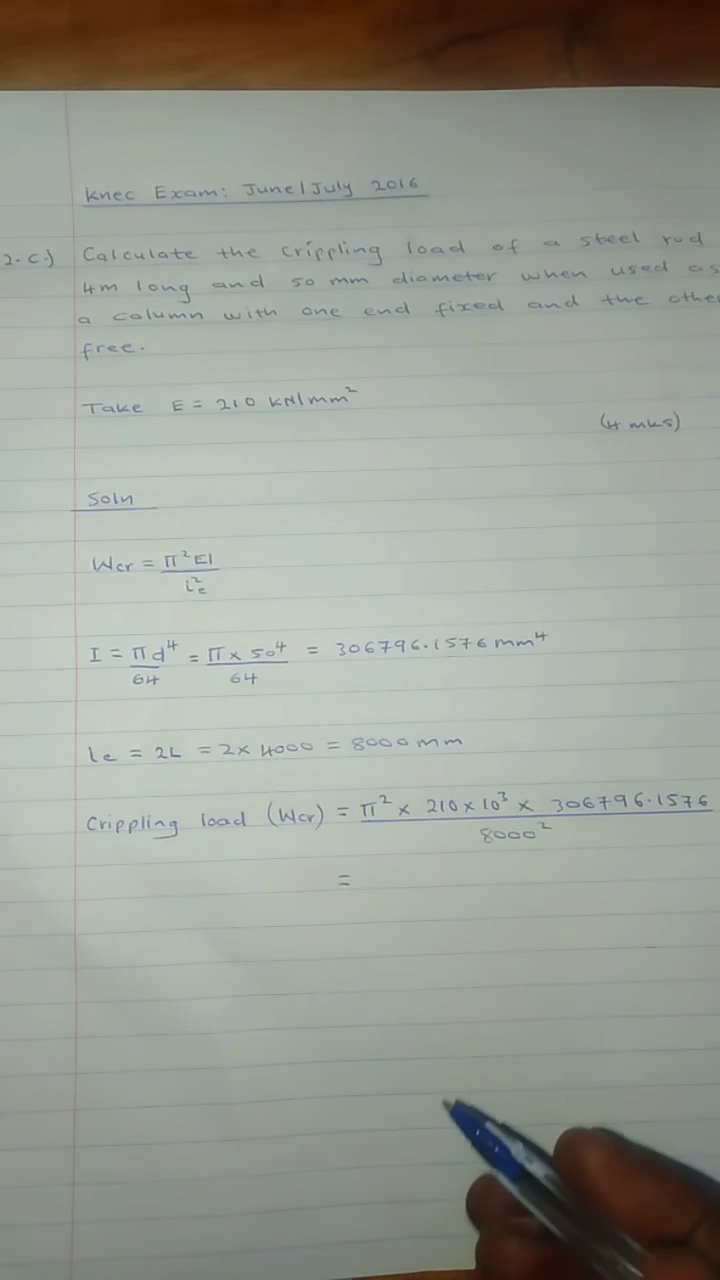 Knec Exam: June/July 2016
2.c.) Calculate the crippling load of a steel rod
4m long and 50 mm diameter when used as
a column with one end fixed and the other
free.
Take E = 210 kN/mm²
(4 mks)
Soln
Wcr = π²EI / le²
I = πd⁴/64 = π × 50⁴/64 = 306796.1576 mm⁴
le = 2L = 2 × 4000 = 8000 mm
Crippling load (Wcr) = π² × 210 × 10³ × 306796.1576 / 8000²
=